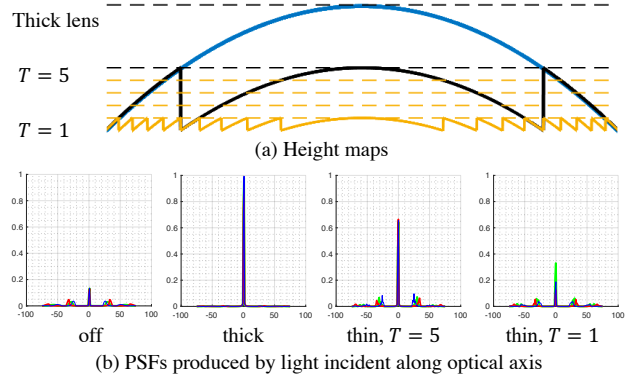 Thick lens
T = 5
T = 1
(a) Height maps
1 1 1 1
0.8 0.8 0.8 0.8
0.6 0.6 0.6 0.6
0.4 0.4 0.4 0.4
0.2 0.2 0.2 0.2
0 0 0 0
-100 -50 0 50 100 -100 -50 0 50 100 -100 -50 0 50 100 -100 -50 0 50 100
off thick thin, T = 5 thin, T = 1
(b) PSFs produced by light incident along optical axis